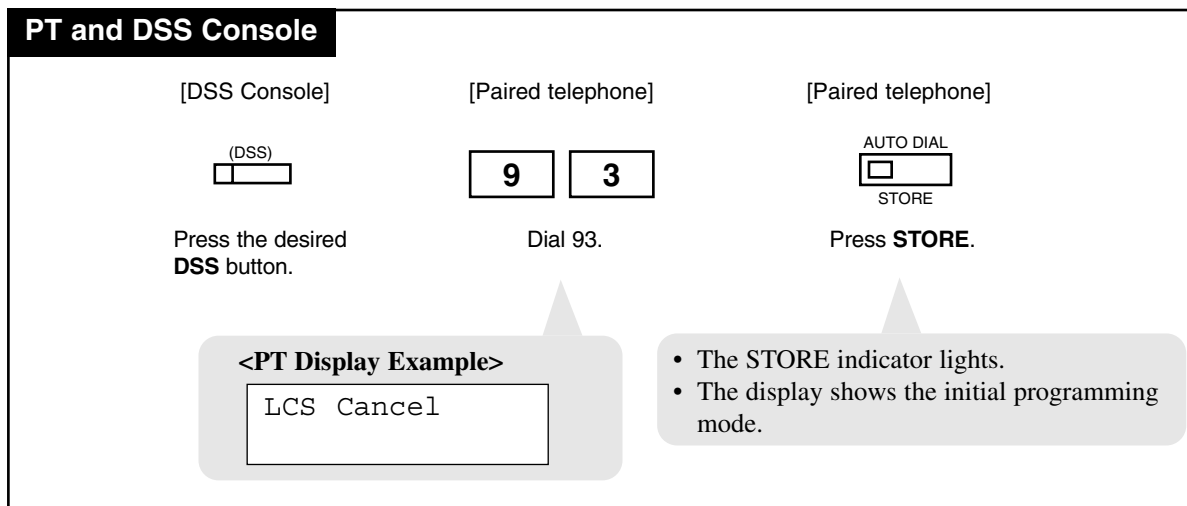 PT and DSS Console
[DSS Console]
[Paired telephone]
[Paired telephone]
(DSS)
9
3
AUTO DIAL
STORE
Press the desired
DSS button.
Dial 93.
Press STORE.
<PT Display Example>
LCS Cancel
• The STORE indicator lights.
• The display shows the initial programming
mode.